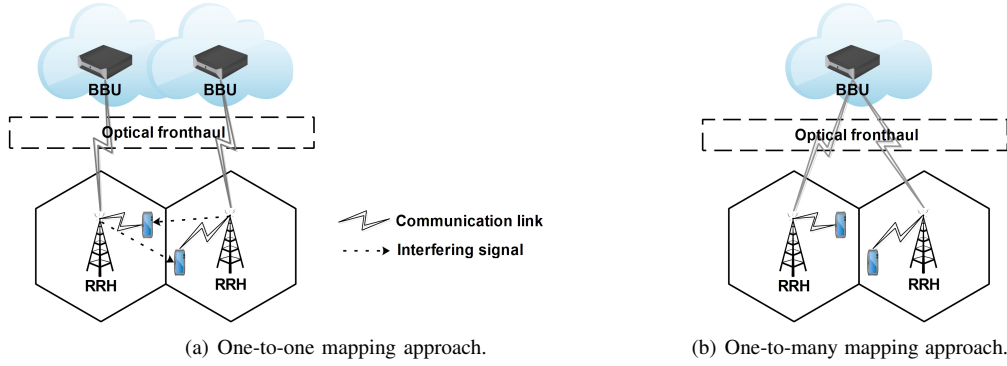 BBU
BBU
Optical fronthaul
RRH
RRH
Communication link
Interfering signal
(a) One-to-one mapping approach.
BBU
Optical fronthaul
RRH
RRH
(b) One-to-many mapping approach.